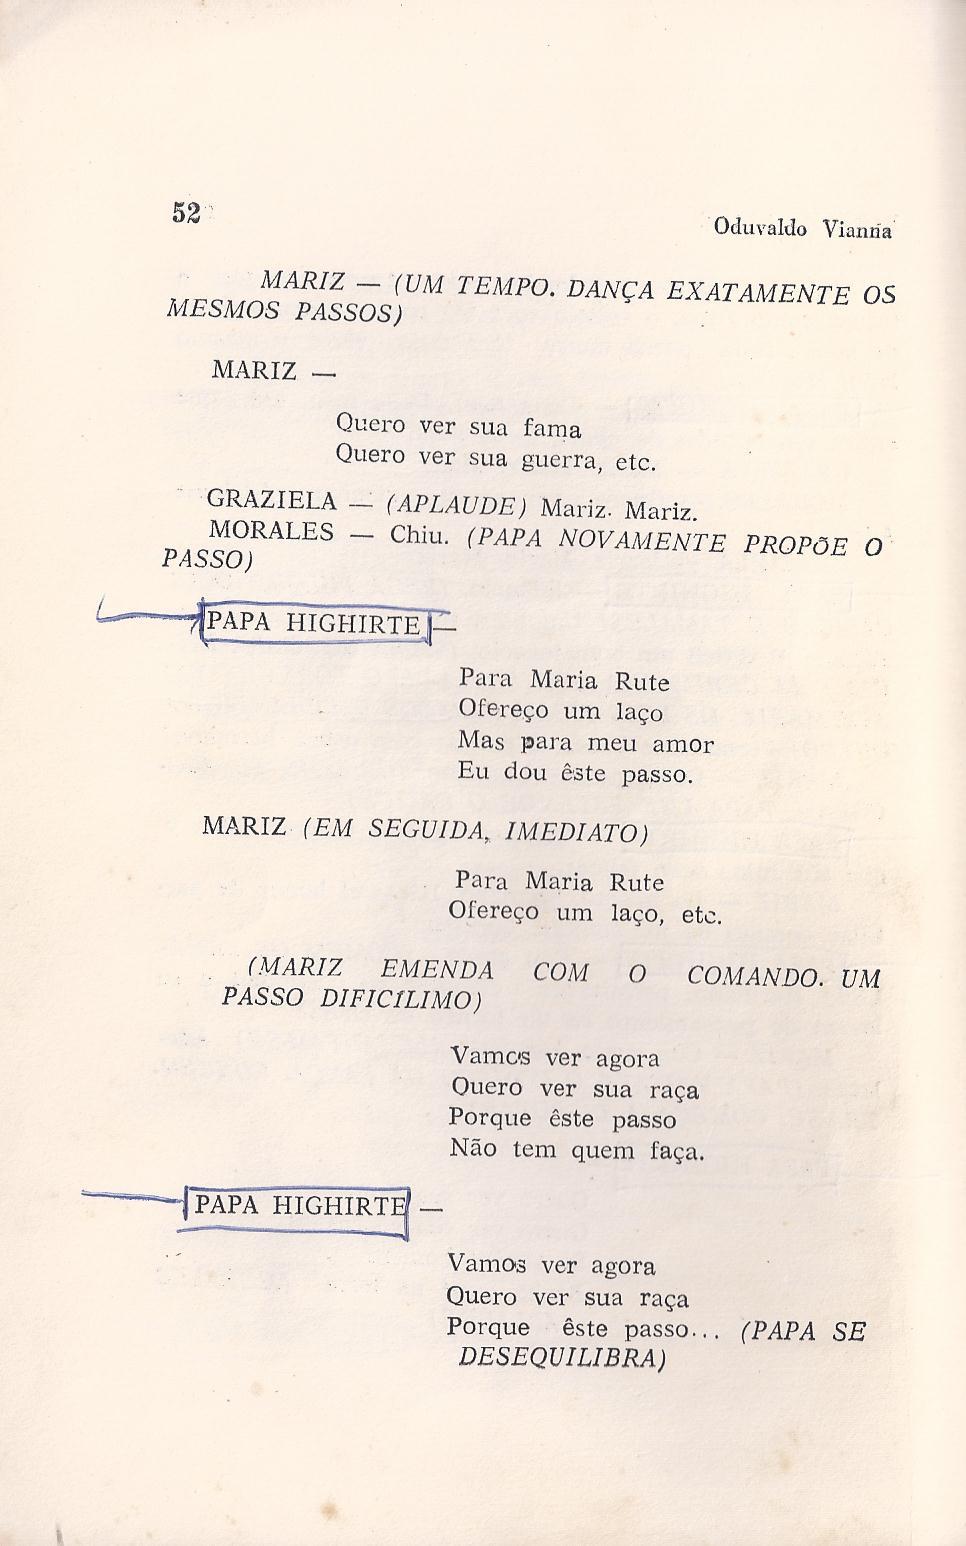 52
Oduvaldo Vianna
MARIZ — (UM TEMPO. DANÇA EXATAMENTE OS
MESMOS PASSOS)
MARIZ —
Quero ver sua fama
Quero ver sua guerra, etc.
GRAZIELA — (APLAUDE) Mariz. Mariz.
MORALES — Chiu. (PAPA NOVAMENTE PROPÕE O
PASSO)
PAPA HIGHIRTE —
Para Maria Rute
Ofereço um laço
Mas para meu amor
Eu dou êste passo.
MARIZ (EM SEGUIDA, IMEDIATO)
Para Maria Rute
Ofereço um laço, etc.
(MARIZ EMENDA COM O COMANDO. UM
PASSO DIFICÍLIMO)
Vamos ver agora
Quero ver sua raça
Porque êste passo
Não tem quem faça.
PAPA HIGHIRTE —
Vamos ver agora
Quero ver sua raça
Porque êste passo... (PAPA SE
DESEQUILIBRA)